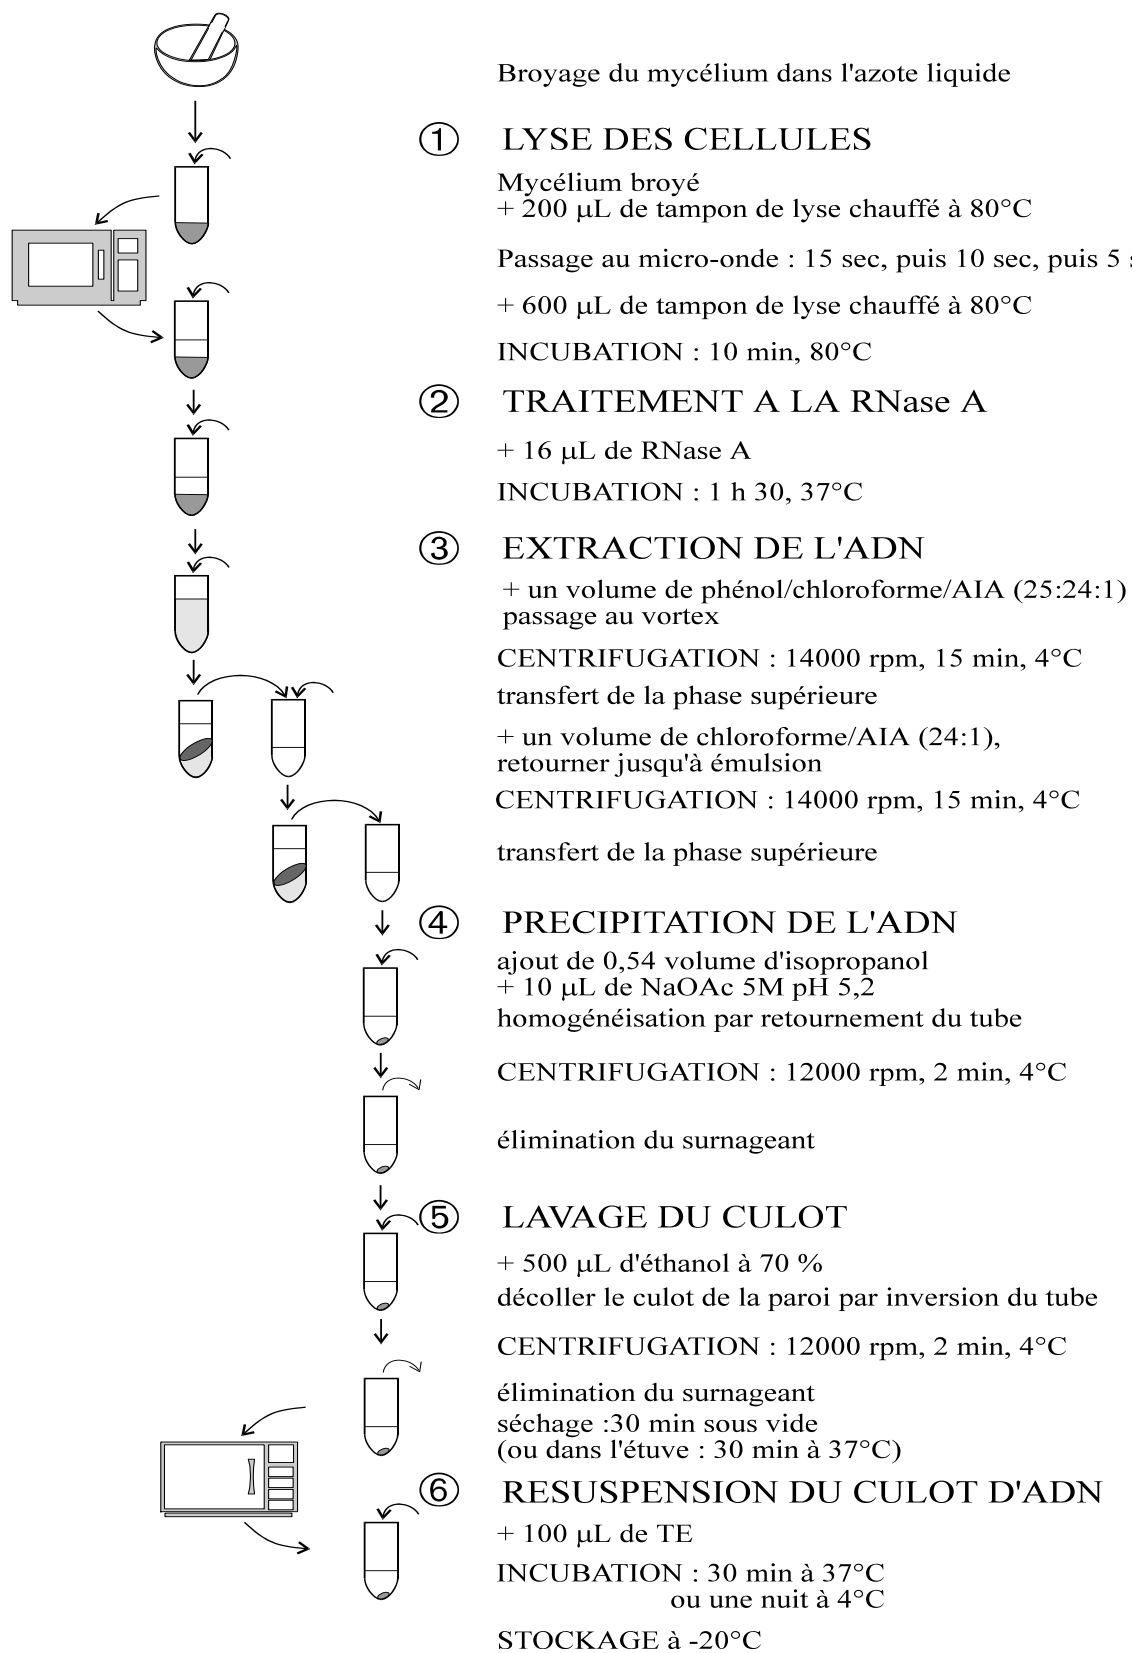 Broyage du mycélium dans l'azote liquide
① LYSE DES CELLULES
Mycélium broyé
+ 200 µL de tampon de lyse chauffé à 80°C
Passage au micro-onde : 15 sec, puis 10 sec, puis 5 s
+ 600 µL de tampon de lyse chauffé à 80°C
INCUBATION : 10 min, 80°C
② TRAITEMENT A LA RNase A
+ 16 µL de RNase A
INCUBATION : 1 h 30, 37°C
③ EXTRACTION DE L'ADN
+ un volume de phénol/chloroforme/AIA (25:24:1)
passage au vortex
CENTRIFUGATION : 14000 rpm, 15 min, 4°C
transfert de la phase supérieure
+ un volume de chloroforme/AIA (24:1),
retourner jusqu'à émulsion
CENTRIFUGATION : 14000 rpm, 15 min, 4°C
transfert de la phase supérieure
④ PRECIPITATION DE L'ADN
ajout de 0,54 volume d'isopropanol
+ 10 µL de NaOAc 5M pH 5,2
homogénéisation par retournement du tube
CENTRIFUGATION : 12000 rpm, 2 min, 4°C
élimination du surnageant
⑤ LAVAGE DU CULOT
+ 500 µL d'éthanol à 70 %
décoller le culot de la paroi par inversion du tube
CENTRIFUGATION : 12000 rpm, 2 min, 4°C
élimination du surnageant
séchage :30 min sous vide
(ou dans l'étuve : 30 min à 37°C)
⑥ RESUSPENSION DU CULOT D'ADN
+ 100 µL de TE
INCUBATION : 30 min à 37°C
ou une nuit à 4°C
STOCKAGE à -20°C